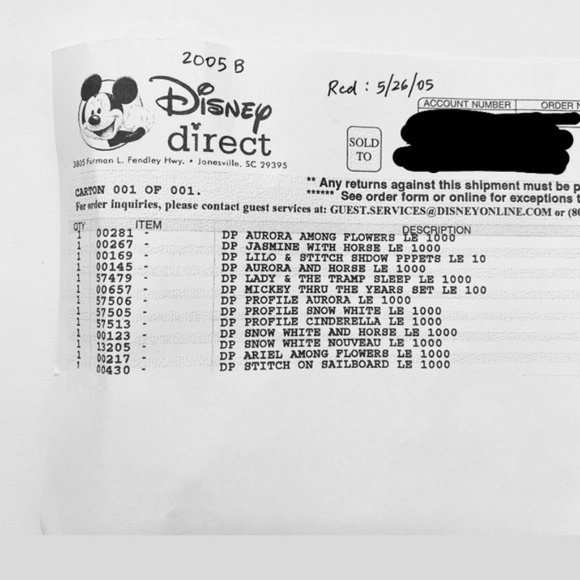 2005 B
Rcd : 5/26/05
DISNEY
direct
3805 Furman L. Fendley Hwy. • Jonesville, SC 29395
ACCOUNT NUMBER ORDER N
SOLD
TO
** Any returns against this shipment must be p
****** See order form or online for exceptions t
CARTON 001 OF 001.
For order inquiries, please contact guest services at: GUEST.SERVICES@DISNEYONLINE.COM or (80
QTY ITEM DESCRIPTION
1 00281 - DP AURORA AMONG FLOWERS LE 1000
1 00267 - DP JASMINE WITH HORSE LE 1000
1 00169 - DP LILO & STITCH SHDOW PPPETS LE 10
1 00145 - DP AURORA AND HORSE LE 1000
1 57479 - DP LADY & THE TRAMP SLEEP LE 1000
1 00657 - DP MICKEY THRU THE YEARS SET LE 100
1 57506 - DP PROFILE AURORA LE 1000
1 57505 - DP PROFILE SNOW WHITE LE 1000
1 57513 - DP PROFILE CINDERELLA LE 1000
1 00123 - DP SNOW WHITE AND HORSE LE 1000
1 13205 - DP SNOW WHITE NOUVEAU LE 1000
1 00217 - DP ARIEL AMONG FLOWERS LE 1000
1 00430 - DP STITCH ON SAILBOARD LE 1000